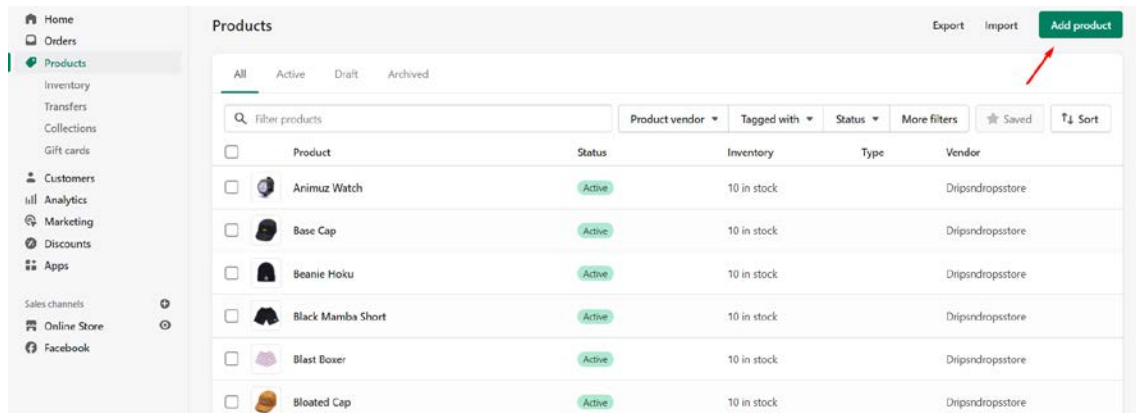 Home
Orders
Products
Inventory
Transfers
Collections
Gift cards
Customers
Analytics
Marketing
Discounts
Apps
Sales channels
Online Store
Facebook
Products
Export Import Add product
All Active Draft Archived
Filter products Product vendor Tagged with Status More filters Saved Sort
Product Status Inventory Type Vendor
Animuz Watch Active 10 in stock Dripsndropsstore
Base Cap Active 10 in stock Dripsndropsstore
Beanie Hoku Active 10 in stock Dripsndropsstore
Black Mamba Short Active 10 in stock Dripsndropsstore
Blast Boxer Active 10 in stock Dripsndropsstore
Bloated Cap Active 10 in stock Dripsndropsstore